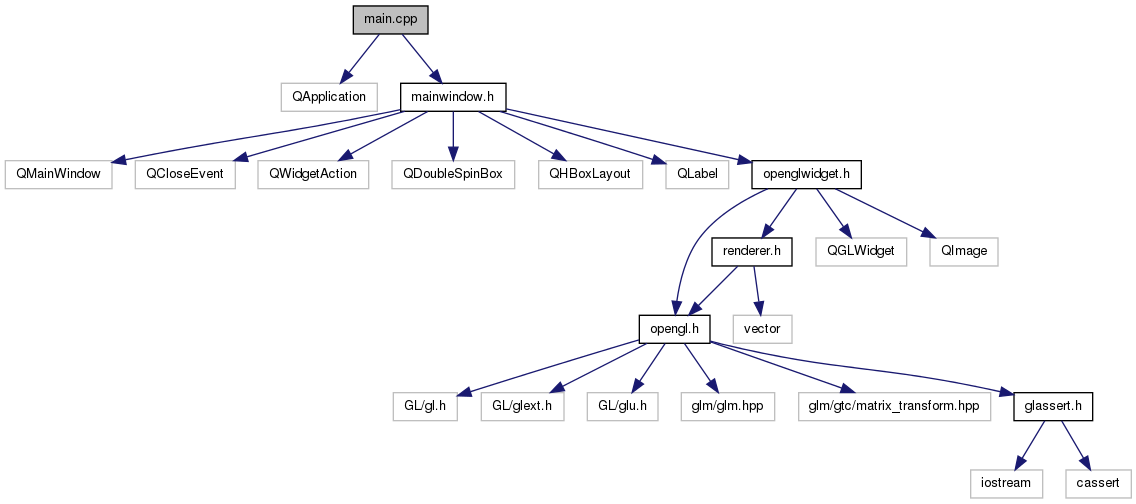 main.cpp
QApplication
mainwindow.h
QMainWindow
QCloseEvent
QWidgetAction
QDoubleSpinBox
QHBoxLayout
QLabel
openglwidget.h
renderer.h
QGLWidget
QImage
opengl.h
vector
GL/gl.h
GL/glext.h
GL/glu.h
glm/glm.hpp
glm/gtc/matrix_transform.hpp
glassert.h
iostream
cassert